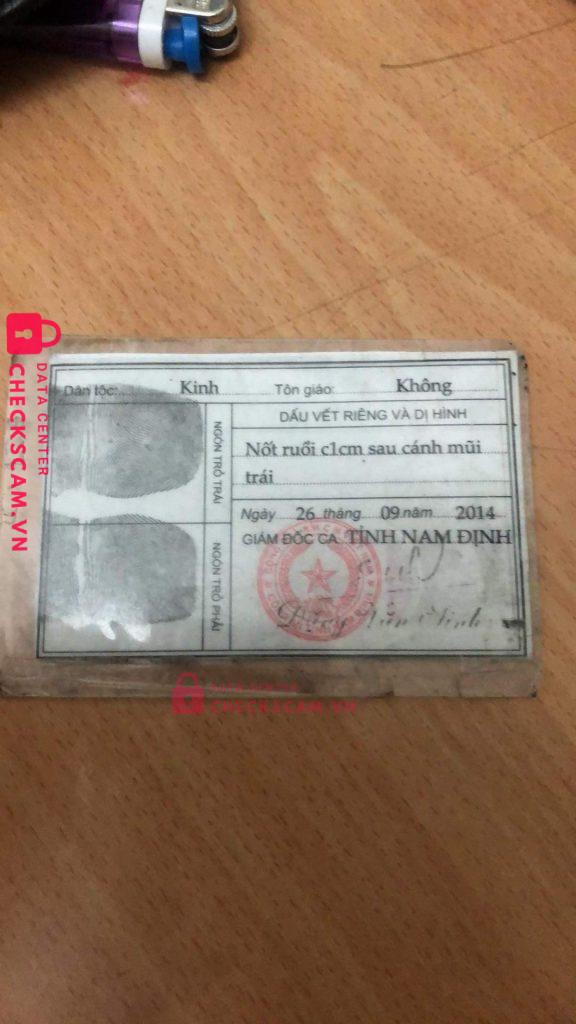 DATA CENTER
CHECKSCAM.VN
Dân tộc: Kinh Tôn giáo: Không
NGÓN TRỎ TRÁI
NGÓN TRỎ PHẢI
DẤU VẾT RIÊNG VÀ DỊ HÌNH
Nốt ruồi c1cm sau cánh mũi
trái
Ngày 26 tháng 09 năm 2014
GIÁM ĐỐC CA TỈNH NAM ĐỊNH
DATA CENTER
CHECKSCAM.VN